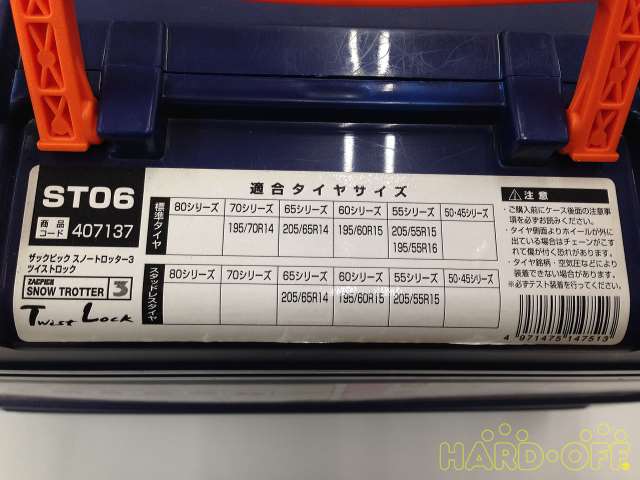 ST06
商品コード 407137
ザックピック スノートロッター3
ツイストロック
ZACPICK
SNOW TROTTER 3
Twist Lock
適合タイヤサイズ
標準タイヤ
80シリーズ 70シリーズ 65シリーズ 60シリーズ 55シリーズ 50·45シリーズ
195/70R14 205/65R14 195/60R15 205/55R15
195/55R16
スタッドレスタイヤ
80シリーズ 70シリーズ 65シリーズ 60シリーズ 55シリーズ 50·45シリーズ
205/65R14 195/60R15 205/55R15
注意
・ご購入前にケース後面の注意事
項を必ずお読みください。
・タイヤ側面よりホイールが外に
出ている場合はチェーンがこす
れて傷が付く恐れがあります。
・タイヤ銘柄・空気圧などにより
装着できない場合があります。
※必ずテスト装着を行ってください。
4 971475 147513
HARD·OFF